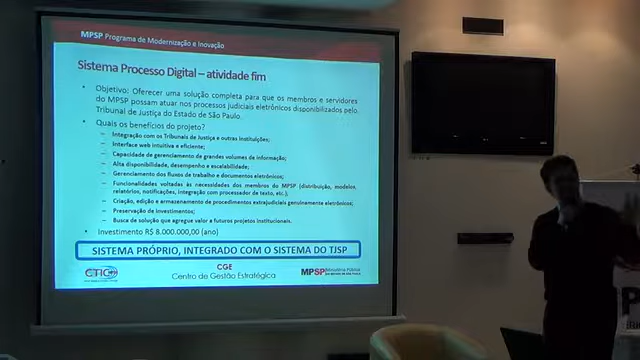 MPSP Programa de Modernização e Inovação
Sistema Processo Digital – atividade fim
• Objetivo: Oferecer uma solução completa para que os membros e servidores
do MPSP possam atuar nos processos judiciais eletrônicos disponibilizados pelo
Tribunal de Justiça do Estado de São Paulo.
• Quais os benefícios do projeto?
– Integração com os Tribunais de Justiça e outras instituições;
– Interface web intuitiva e eficiente;
– Capacidade de gerenciamento de grandes volumes de informação;
– Alta disponibilidade, desempenho e escalabilidade;
– Gerenciamento dos fluxos de trabalho e documentos eletrônicos;
– Funcionalidades voltadas às necessidades dos membros do MPSP (distribuição, modelos,
relatórios, notificações, integração com processador de texto, etc.);
– Criação, edição e armazenamento de procedimentos extrajudiciais genuinamente eletrônicos;
– Preservação de investimentos;
– Busca de solução que agregue valor a futuros projetos institucionais.
• Investimento R$ 8.000.000,00 (ano)
SISTEMA PRÓPRIO, INTEGRADO COM O SISTEMA DO TJSP
CTIC
CGE
Centro de Gestão Estratégica
MPSP Ministério Público